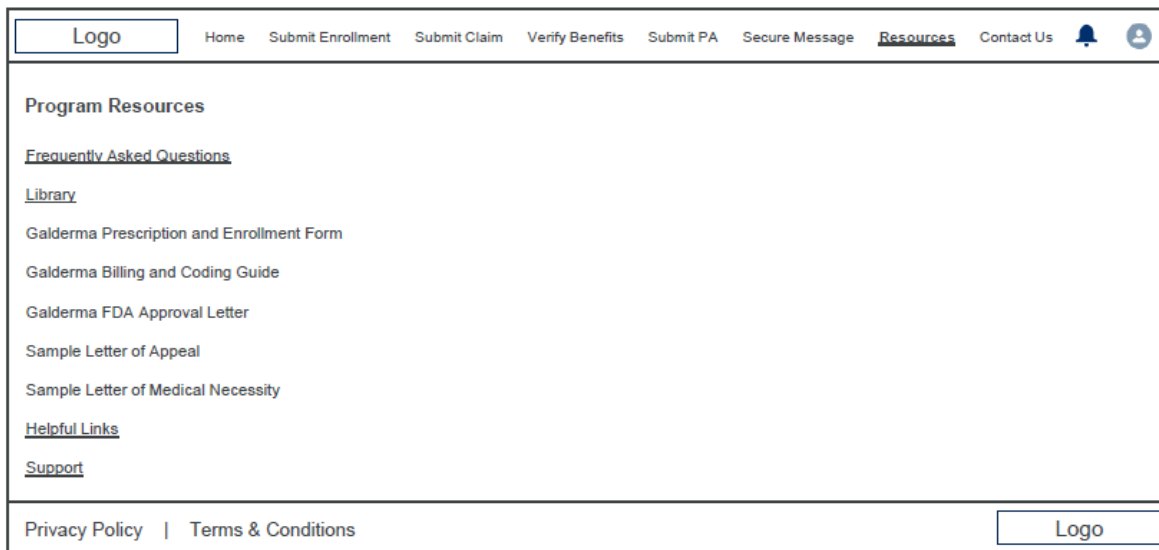 Logo Home Submit Enrollment Submit Claim Verify Benefits Submit PA Secure Message Resources Contact Us
Program Resources
Frequently Asked Questions
Library
Galderma Prescription and Enrollment Form
Galderma Billing and Coding Guide
Galderma FDA Approval Letter
Sample Letter of Appeal
Sample Letter of Medical Necessity
Helpful Links
Support
Privacy Policy | Terms & Conditions Logo